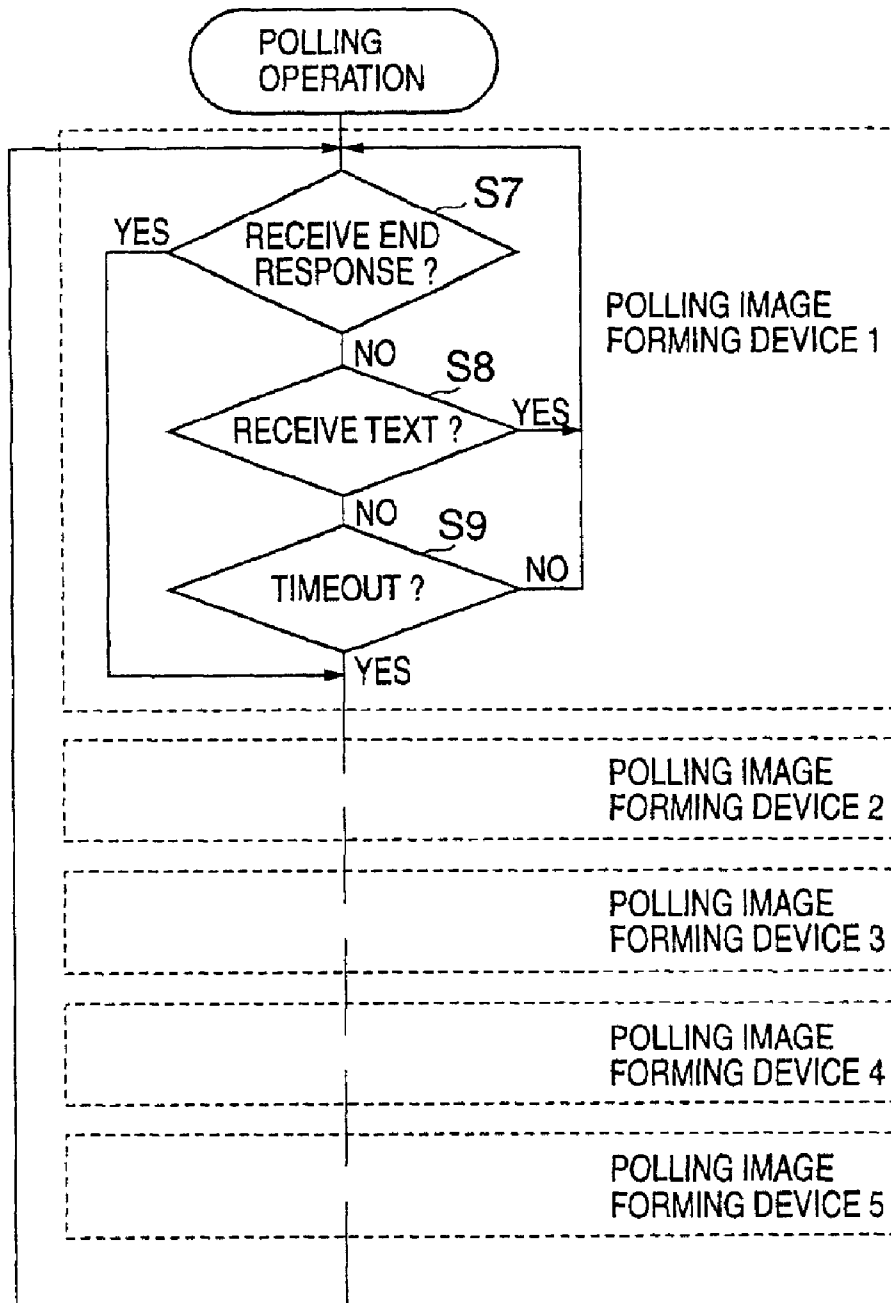 POLLING
OPERATION
S7
YES
RECEIVE END
RESPONSE ?
POLLING IMAGE
FORMING DEVICE 1
NO
S8
RECEIVE TEXT ?
YES
NO
S9
TIMEOUT ?
NO
YES
POLLING IMAGE
FORMING DEVICE 2
POLLING IMAGE
FORMING DEVICE 3
POLLING IMAGE
FORMING DEVICE 4
POLLING IMAGE
FORMING DEVICE 5